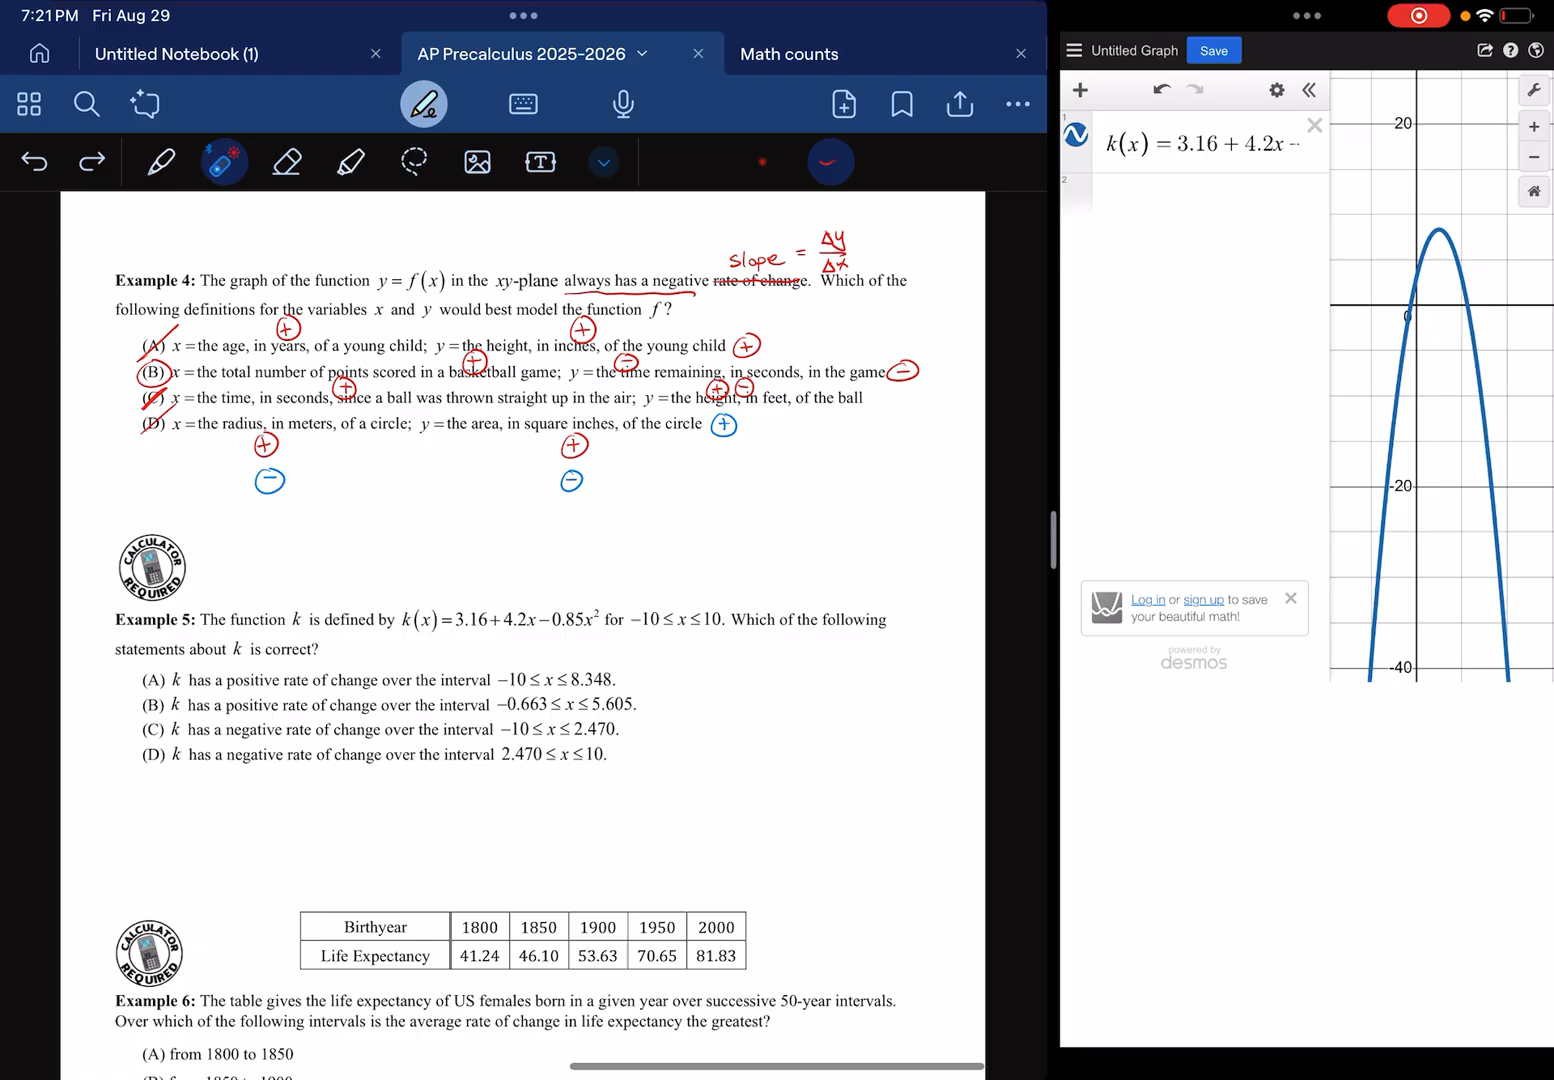 7:21 PM Fri Aug 29
Untitled Notebook (1)
AP Precalculus 2025-2026
Math counts
Untitled Graph
Save
k(x) = 3.16 + 4.2x -
1
2
20
0
-20
-40
Log in or sign up to save
your beautiful math!
powered by
desmos
slope = Δy/Δx
Example 4: The graph of the function y = f(x) in the xy-plane always has a negative rate of change. Which of the
following definitions for the variables x and y would best model the function f?
(A) x = the age, in years, of a young child; y = the height, in inches, of the young child +
(B) x = the total number of points scored in a basketball game; y = the time remaining, in seconds, in the game −
(C) x = the time, in seconds, since a ball was thrown straight up in the air; y = the height, in feet, of the ball
(D) x = the radius, in meters, of a circle; y = the area, in square inches, of the circle +
+ +
− −
CALCULATOR
REQUIRED
Example 5: The function k is defined by k(x) = 3.16 + 4.2x − 0.85x² for −10 ≤ x ≤ 10. Which of the following
statements about k is correct?
(A) k has a positive rate of change over the interval −10 ≤ x ≤ 8.348.
(B) k has a positive rate of change over the interval −0.663 ≤ x ≤ 5.605.
(C) k has a negative rate of change over the interval −10 ≤ x ≤ 2.470.
(D) k has a negative rate of change over the interval 2.470 ≤ x ≤ 10.
CALCULATOR
REQUIRED
Birthyear 1800 1850 1900 1950 2000
Life Expectancy 41.24 46.10 53.63 70.65 81.83
Example 6: The table gives the life expectancy of US females born in a given year over successive 50-year intervals.
Over which of the following intervals is the average rate of change in life expectancy the greatest?
(A) from 1800 to 1850